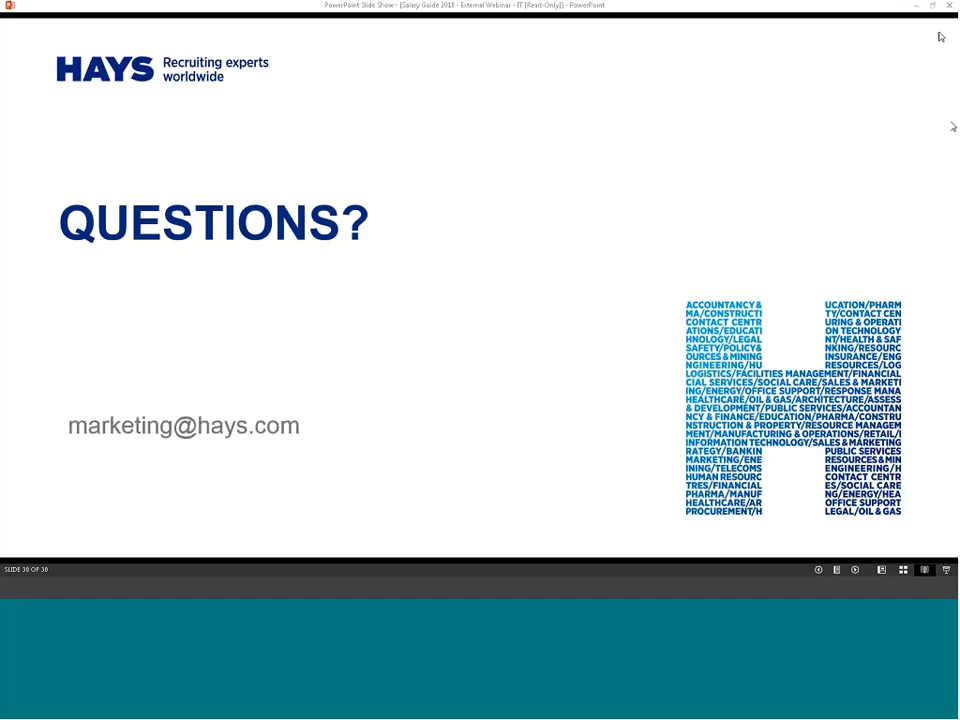 PowerPoint Slide Show - [Salary Guide 2018 - External Webinar - IT [Read-Only]] - PowerPoint
HAYS Recruiting experts
worldwide
QUESTIONS?
marketing@hays.com
ACCOUNTANCY & UCATION/PHARM
MA/CONSTRUCTI TY/CONTACT CEN
CONTACT CENTR URING & OPERATI
ATIONS/EDUCATI ON TECHNOLOGY
HNOLOGY/LEGAL NT/HEALTH & SAF
SAFETY/POLICY& NKING/RESOURC
OURCES & MINING INSURANCE/ENG
NGINEERING/HU RESOURCES/LOG
LOGISTICS/FACILITIES MANAGEMENT/FINANCIAL
CIAL SERVICES/SOCIAL CARE/SALES & MARKETI
ING/ENERGY/OFFICE SUPPORT/RESPONSE MANA
HEALTHCARE/OIL & GAS/ARCHITECTURE/ASSESS
& DEVELOPMENT/PUBLIC SERVICES/ACCOUNTAN
NCY & FINANCE/EDUCATION/PHARMA/CONSTRU
NSTRUCTION & PROPERTY/RESOURCE MANAGEM
MENT/MANUFACTURING & OPERATIONS/RETAIL/I
INFORMATION TECHNOLOGY/SALES & MARKETING
RATEGY/BANKIN PUBLIC SERVICES
MARKETING/ENE RESOURCES & MIN
INING/TELECOMS ENGINEERING/H
HUMAN RESOURC CONTACT CENTR
TRES/FINANCIAL ES/SOCIAL CARE
PHARMA/MANUF NG/ENERGY/HEA
HEALTHCARE/AR OFFICE SUPPORT
PROCUREMENT/H LEGAL/OIL & GAS
SLIDE 30 OF 30